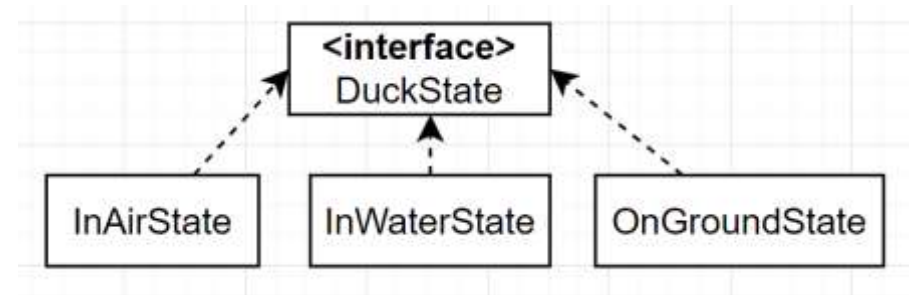 <interface>
DuckState
InAirState
InWaterState
OnGroundState